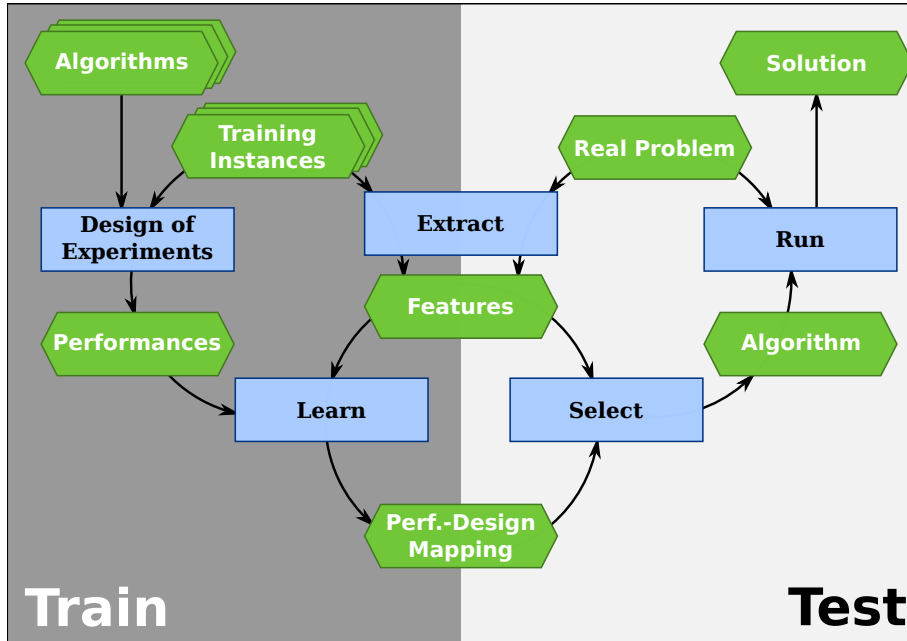 Algorithms
Solution
Training
Instances
Real Problem
Design of
Experiments
Extract
Run
Performances
Features
Algorithm
Learn
Select
Perf.-Design
Mapping
Train
Test